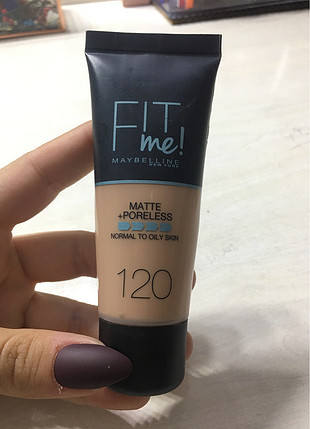 FIT
me!
MAYBELLINE
NEW YORK
MATTE
+PORELESS
NORMAL TO OILY SKIN
120